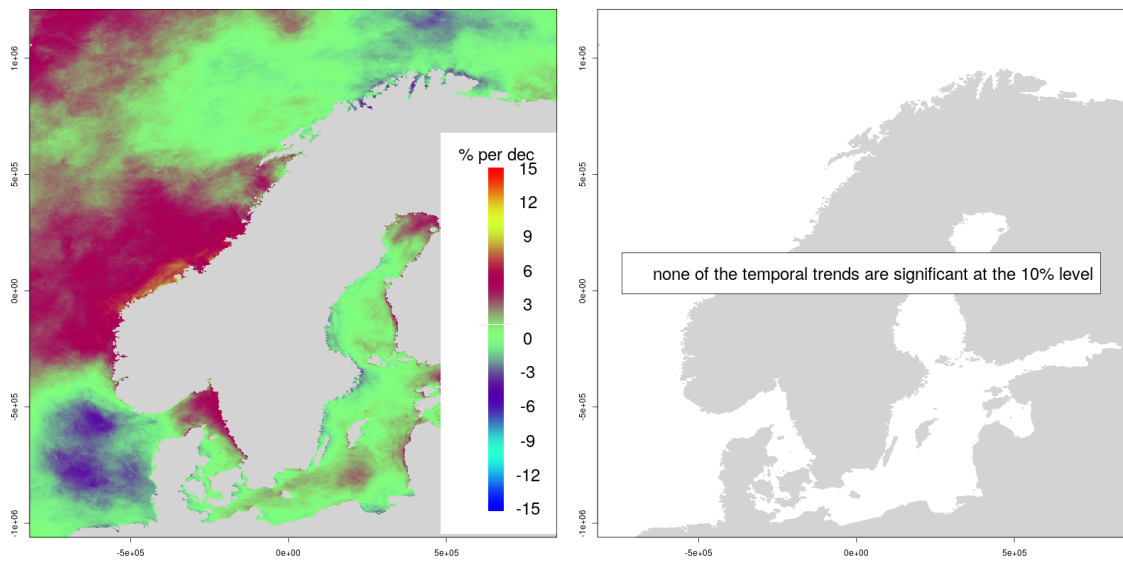 % per dec
15
12
9
6
3
0
-3
-6
-9
-12
-15
1e+06
5e+05
0e+00
-5e+05
-1e+06
-5e+05 0e+00 5e+05
none of the temporal trends are significant at the 10% level
1e+06
5e+05
0e+00
-5e+05
-1e+06
-5e+05 0e+00 5e+05